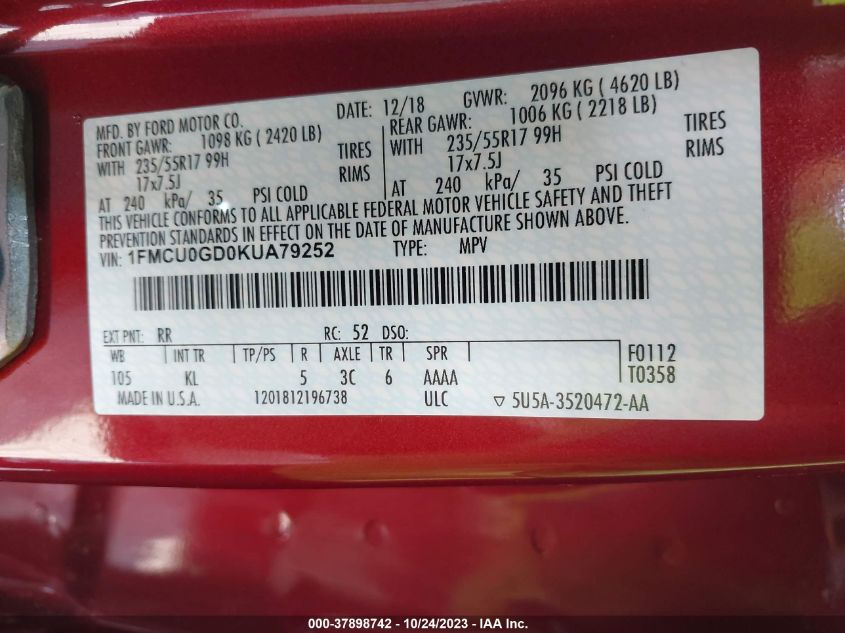 MFD. BY FORD MOTOR CO. DATE: 12/18 GVWR: 2096 KG ( 4620 LB)
FRONT GAWR: 1098 KG ( 2420 LB) REAR GAWR: 1006 KG ( 2218 LB)
WITH 235/55R17 99H TIRES WITH 235/55R17 99H TIRES
17x7.5J RIMS 17x7.5J RIMS
AT 240 kPa/ 35 PSI COLD AT 240 kPa/ 35 PSI COLD
THIS VEHICLE CONFORMS TO ALL APPLICABLE FEDERAL MOTOR VEHICLE SAFETY AND THEFT
PREVENTION STANDARDS IN EFFECT ON THE DATE OF MANUFACTURE SHOWN ABOVE.
VIN: 1FMCU0GD0KUA79252 TYPE: MPV
EXT PNT: RR RC: 52 DSO:
WB INT TR TP/PS R AXLE TR SPR F0112
105 KL 5 3C 6 AAAA T0358
MADE IN U.S.A. 1201812196738 ULC ▽ 5U5A-3520472-AA
000-37898742 - 10/24/2023 - IAA Inc.